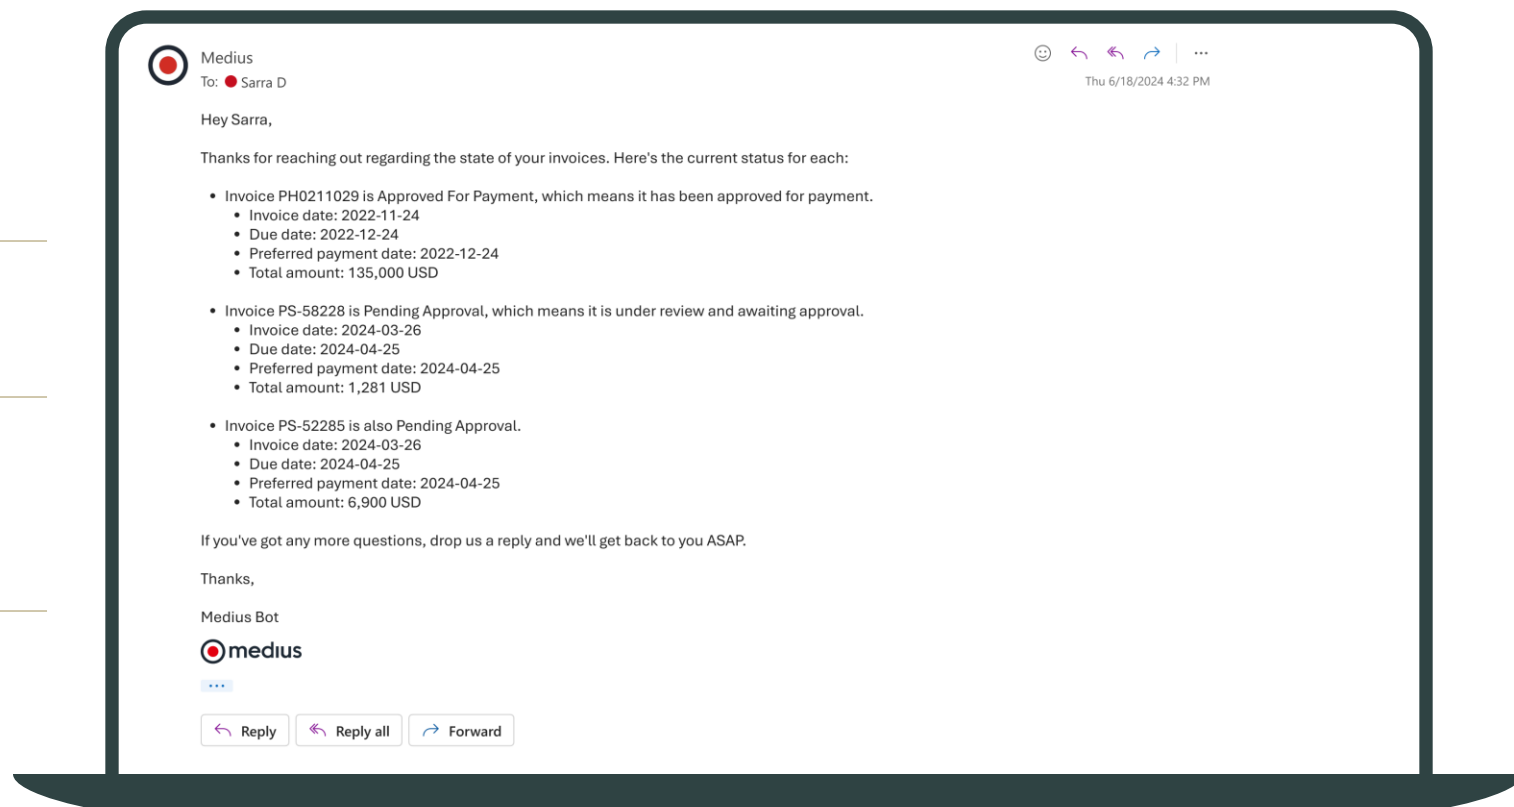 Medius
To: Sarra D
Thu 6/18/2024 4:32 PM
Hey Sarra,
Thanks for reaching out regarding the state of your invoices. Here's the current status for each:
• Invoice PH0211029 is Approved For Payment, which means it has been approved for payment.
• Invoice date: 2022-11-24
• Due date: 2022-12-24
• Preferred payment date: 2022-12-24
• Total amount: 135,000 USD
• Invoice PS-58228 is Pending Approval, which means it is under review and awaiting approval.
• Invoice date: 2024-03-26
• Due date: 2024-04-25
• Preferred payment date: 2024-04-25
• Total amount: 1,281 USD
• Invoice PS-52285 is also Pending Approval.
• Invoice date: 2024-03-26
• Due date: 2024-04-25
• Preferred payment date: 2024-04-25
• Total amount: 6,900 USD
If you've got any more questions, drop us a reply and we'll get back to you ASAP.
Thanks,
Medius Bot
medius
Reply Reply all Forward